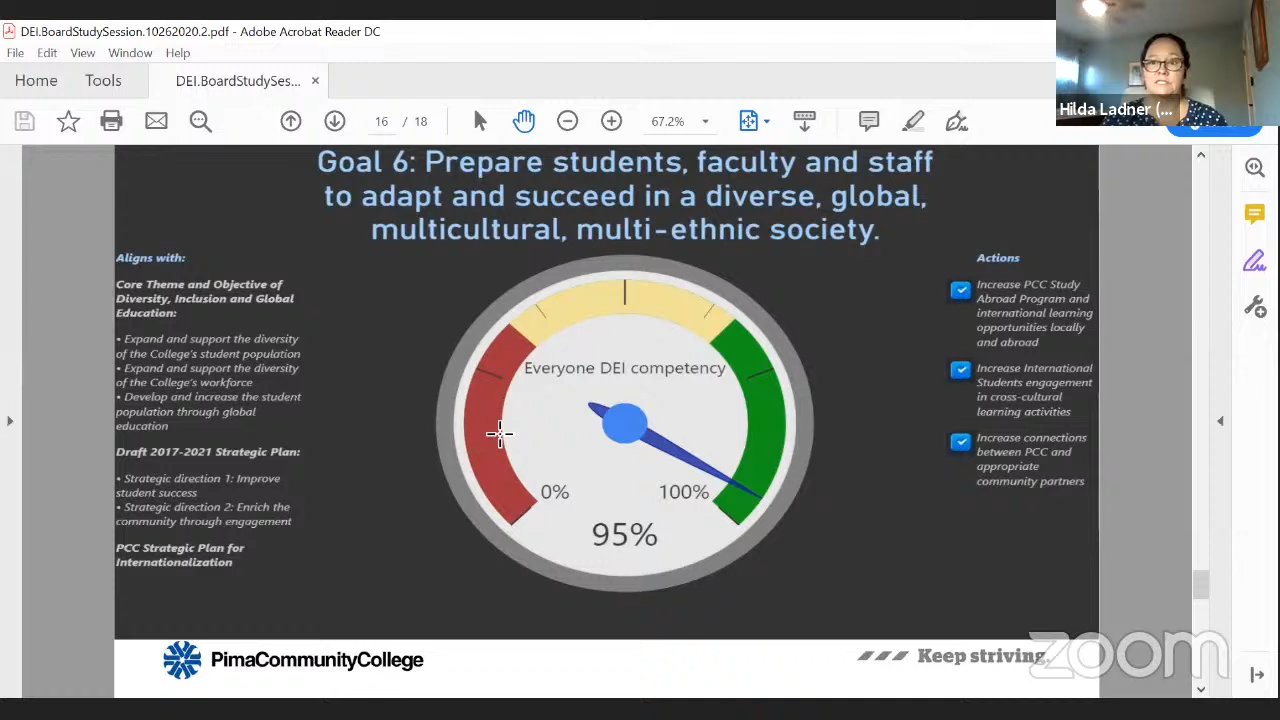 DEI.BoardStudySession.10262020.2.pdf - Adobe Acrobat Reader DC
File Edit View Window Help
Home Tools DEI.BoardStudySes... ×
16 / 18 67.2%
Hilda Ladner (...
Goal 6: Prepare students, faculty and staff
to adapt and succeed in a diverse, global,
multicultural, multi-ethnic society.
Aligns with:
Core Theme and Objective of
Diversity, Inclusion and Global
Education:
• Expand and support the diversity
of the College's student population
• Expand and support the diversity
of the College's workforce
• Develop and increase the student
population through global
education
Draft 2017-2021 Strategic Plan:
• Strategic direction 1: Improve
student success
• Strategic direction 2: Enrich the
community through engagement
PCC Strategic Plan for
Internationalization
Everyone DEI competency
0% 100%
95%
Actions
Increase PCC Study
Abroad Program and
international learning
opportunities locally
and abroad
Increase International
Students engagement
in cross-cultural
learning activities
Increase connections
between PCC and
appropriate
community partners
PimaCommunityCollege
Keep striving.
zoom